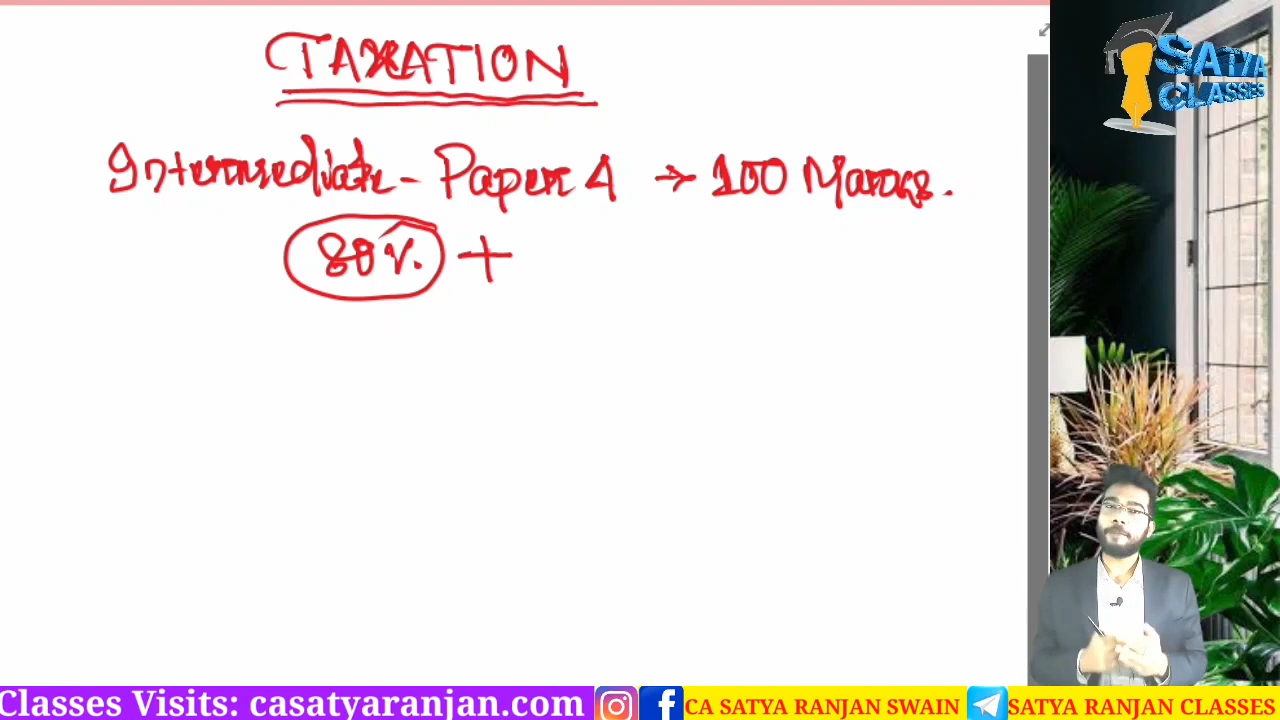 TAXATION
Intermediate - Paper 4 → 100 Marks.
80%. +
SATYA
CLASSES
Classes Visits: casatyaranjan.com
CA SATYA RANJAN SWAIN
SATYA RANJAN CLASSES